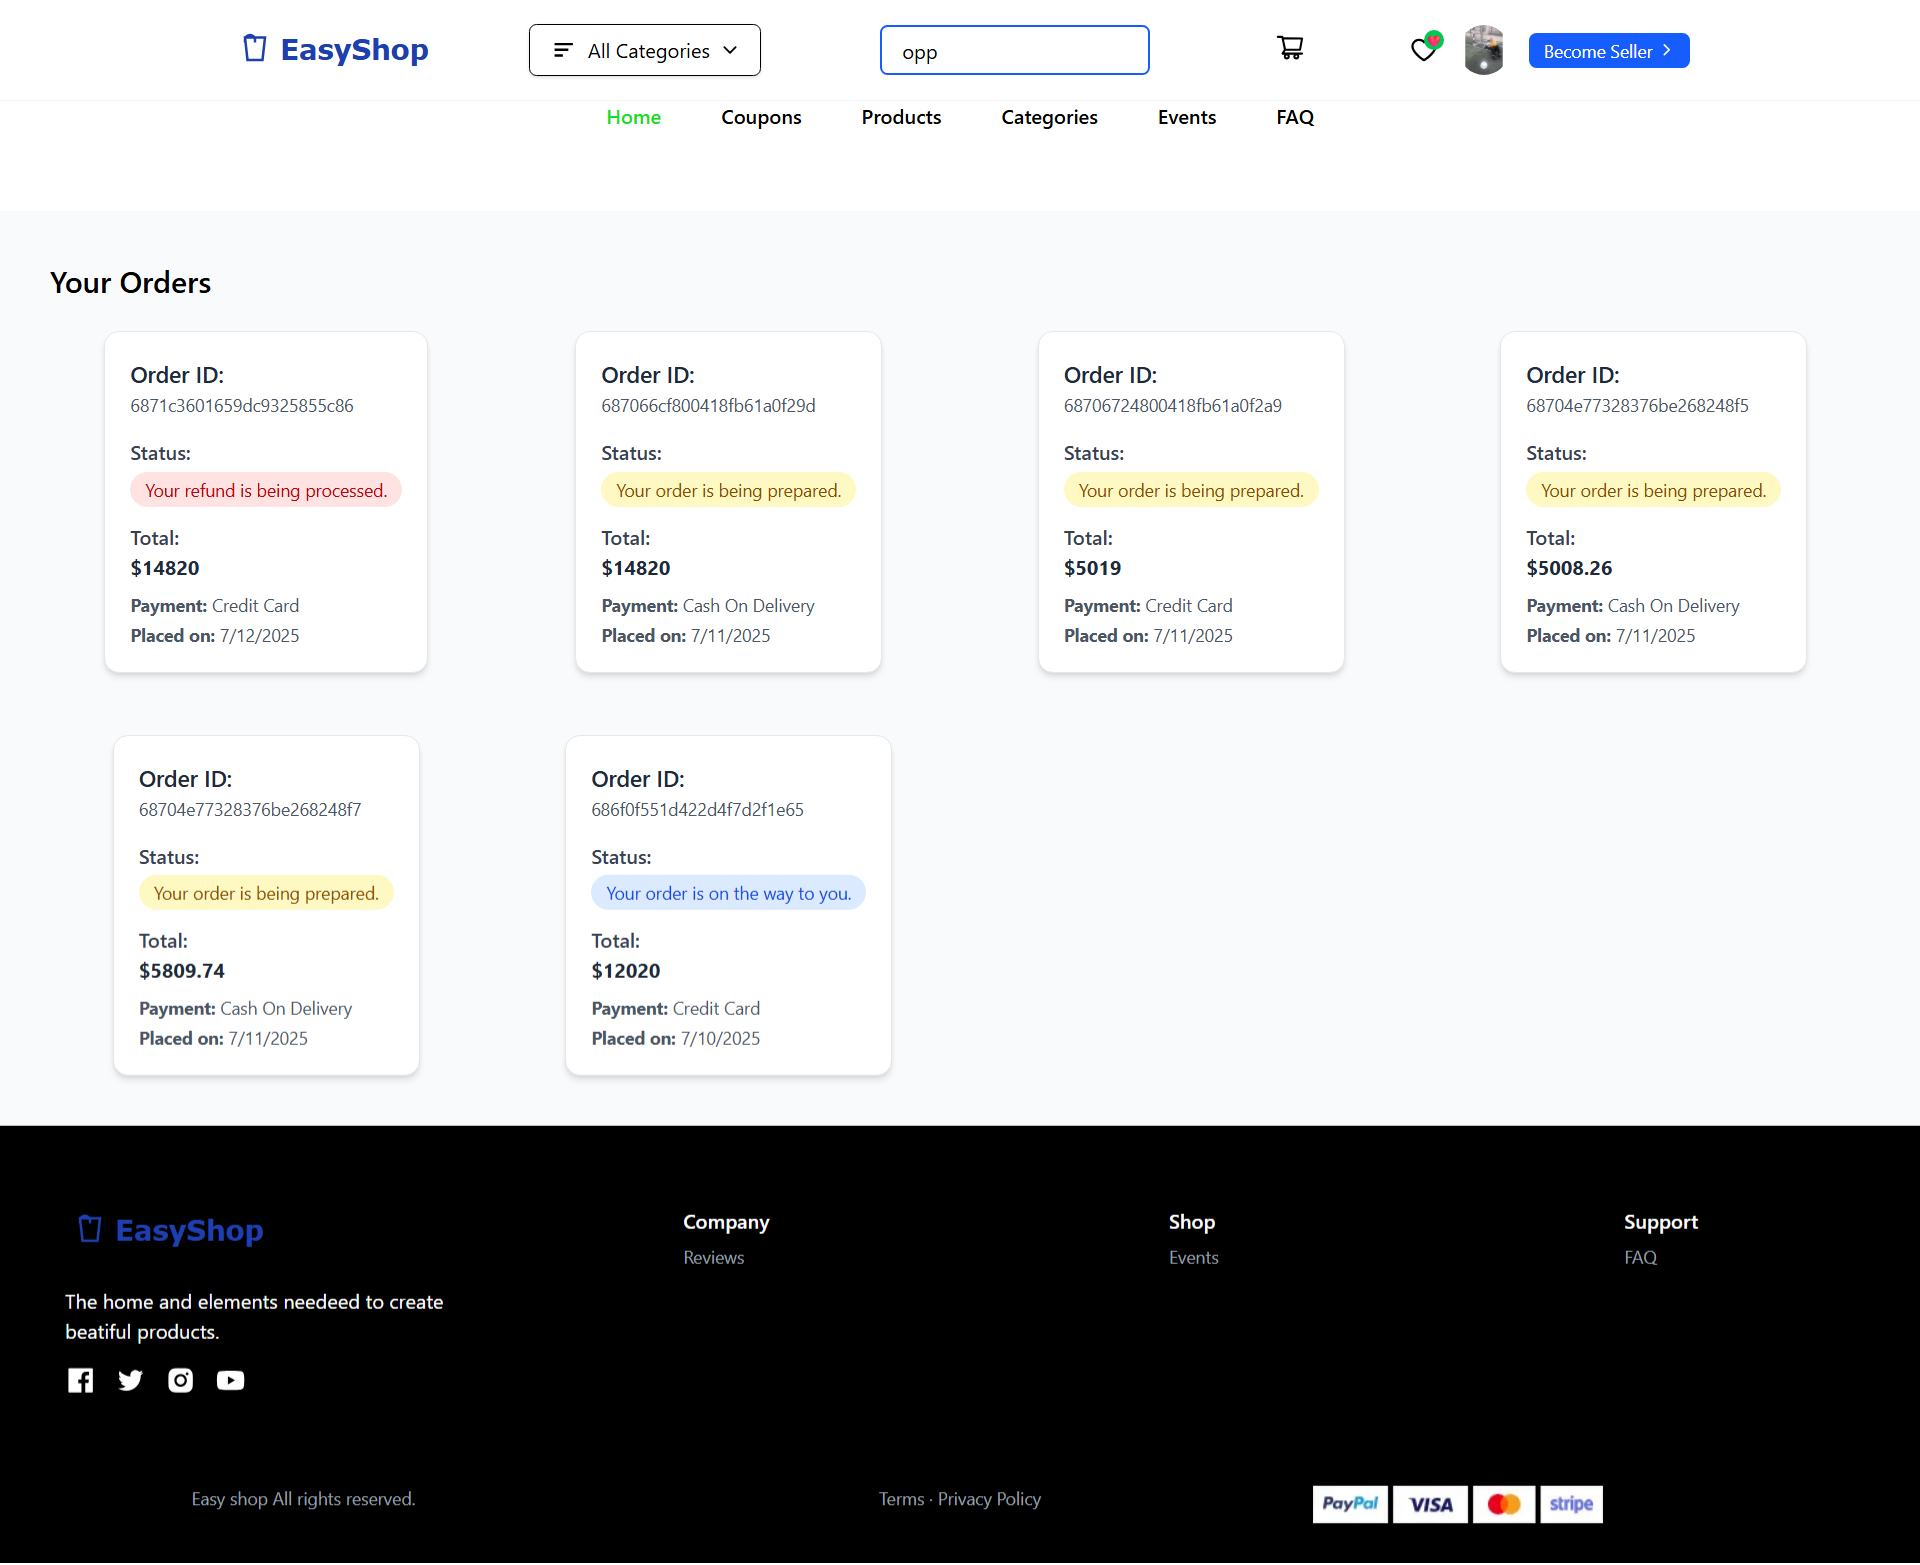 EasyShop
All Categories
opp
Become Seller
Home
Coupons
Products
Categories
Events
FAQ
Your Orders
Order ID:
6871c3601659dc9325855c86
Status:
Your refund is being processed.
Total:
$14820
Payment: Credit Card
Placed on: 7/12/2025
Order ID:
687066cf800418fb61a0f29d
Status:
Your order is being prepared.
Total:
$14820
Payment: Cash On Delivery
Placed on: 7/11/2025
Order ID:
68706724800418fb61a0f2a9
Status:
Your order is being prepared.
Total:
$5019
Payment: Credit Card
Placed on: 7/11/2025
Order ID:
68704e77328376be268248f5
Status:
Your order is being prepared.
Total:
$5008.26
Payment: Cash On Delivery
Placed on: 7/11/2025
Order ID:
68704e77328376be268248f7
Status:
Your order is being prepared.
Total:
$5809.74
Payment: Cash On Delivery
Placed on: 7/11/2025
Order ID:
686f0f551d422d4f7d2f1e65
Status:
Your order is on the way to you.
Total:
$12020
Payment: Credit Card
Placed on: 7/10/2025
EasyShop
The home and elements needeed to create
beatiful products.
Company
Reviews
Shop
Events
Support
FAQ
Easy shop All rights reserved.
Terms · Privacy Policy
PayPal
VISA
stripe